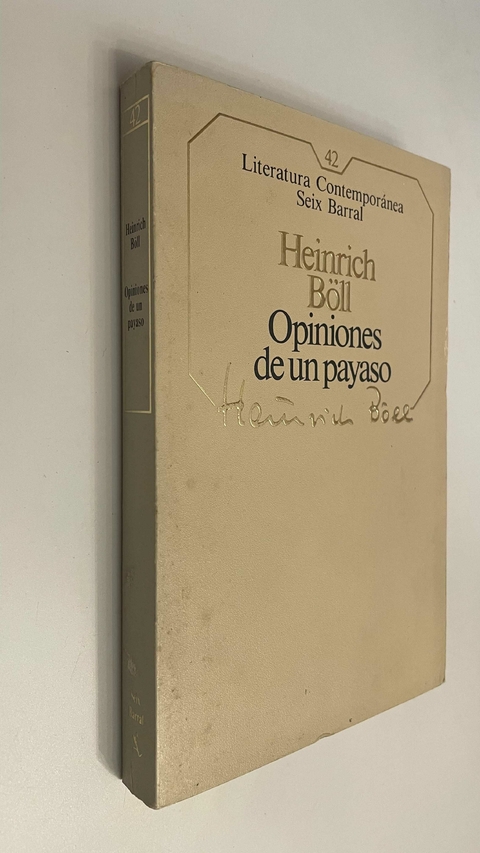 42
Heinrich
Böll
Opiniones
de un
payaso
Barral
42
Literatura Contemporánea
Seix Barral
Heinrich
Böll
Opiniones
de un payaso
Heinrich Böll